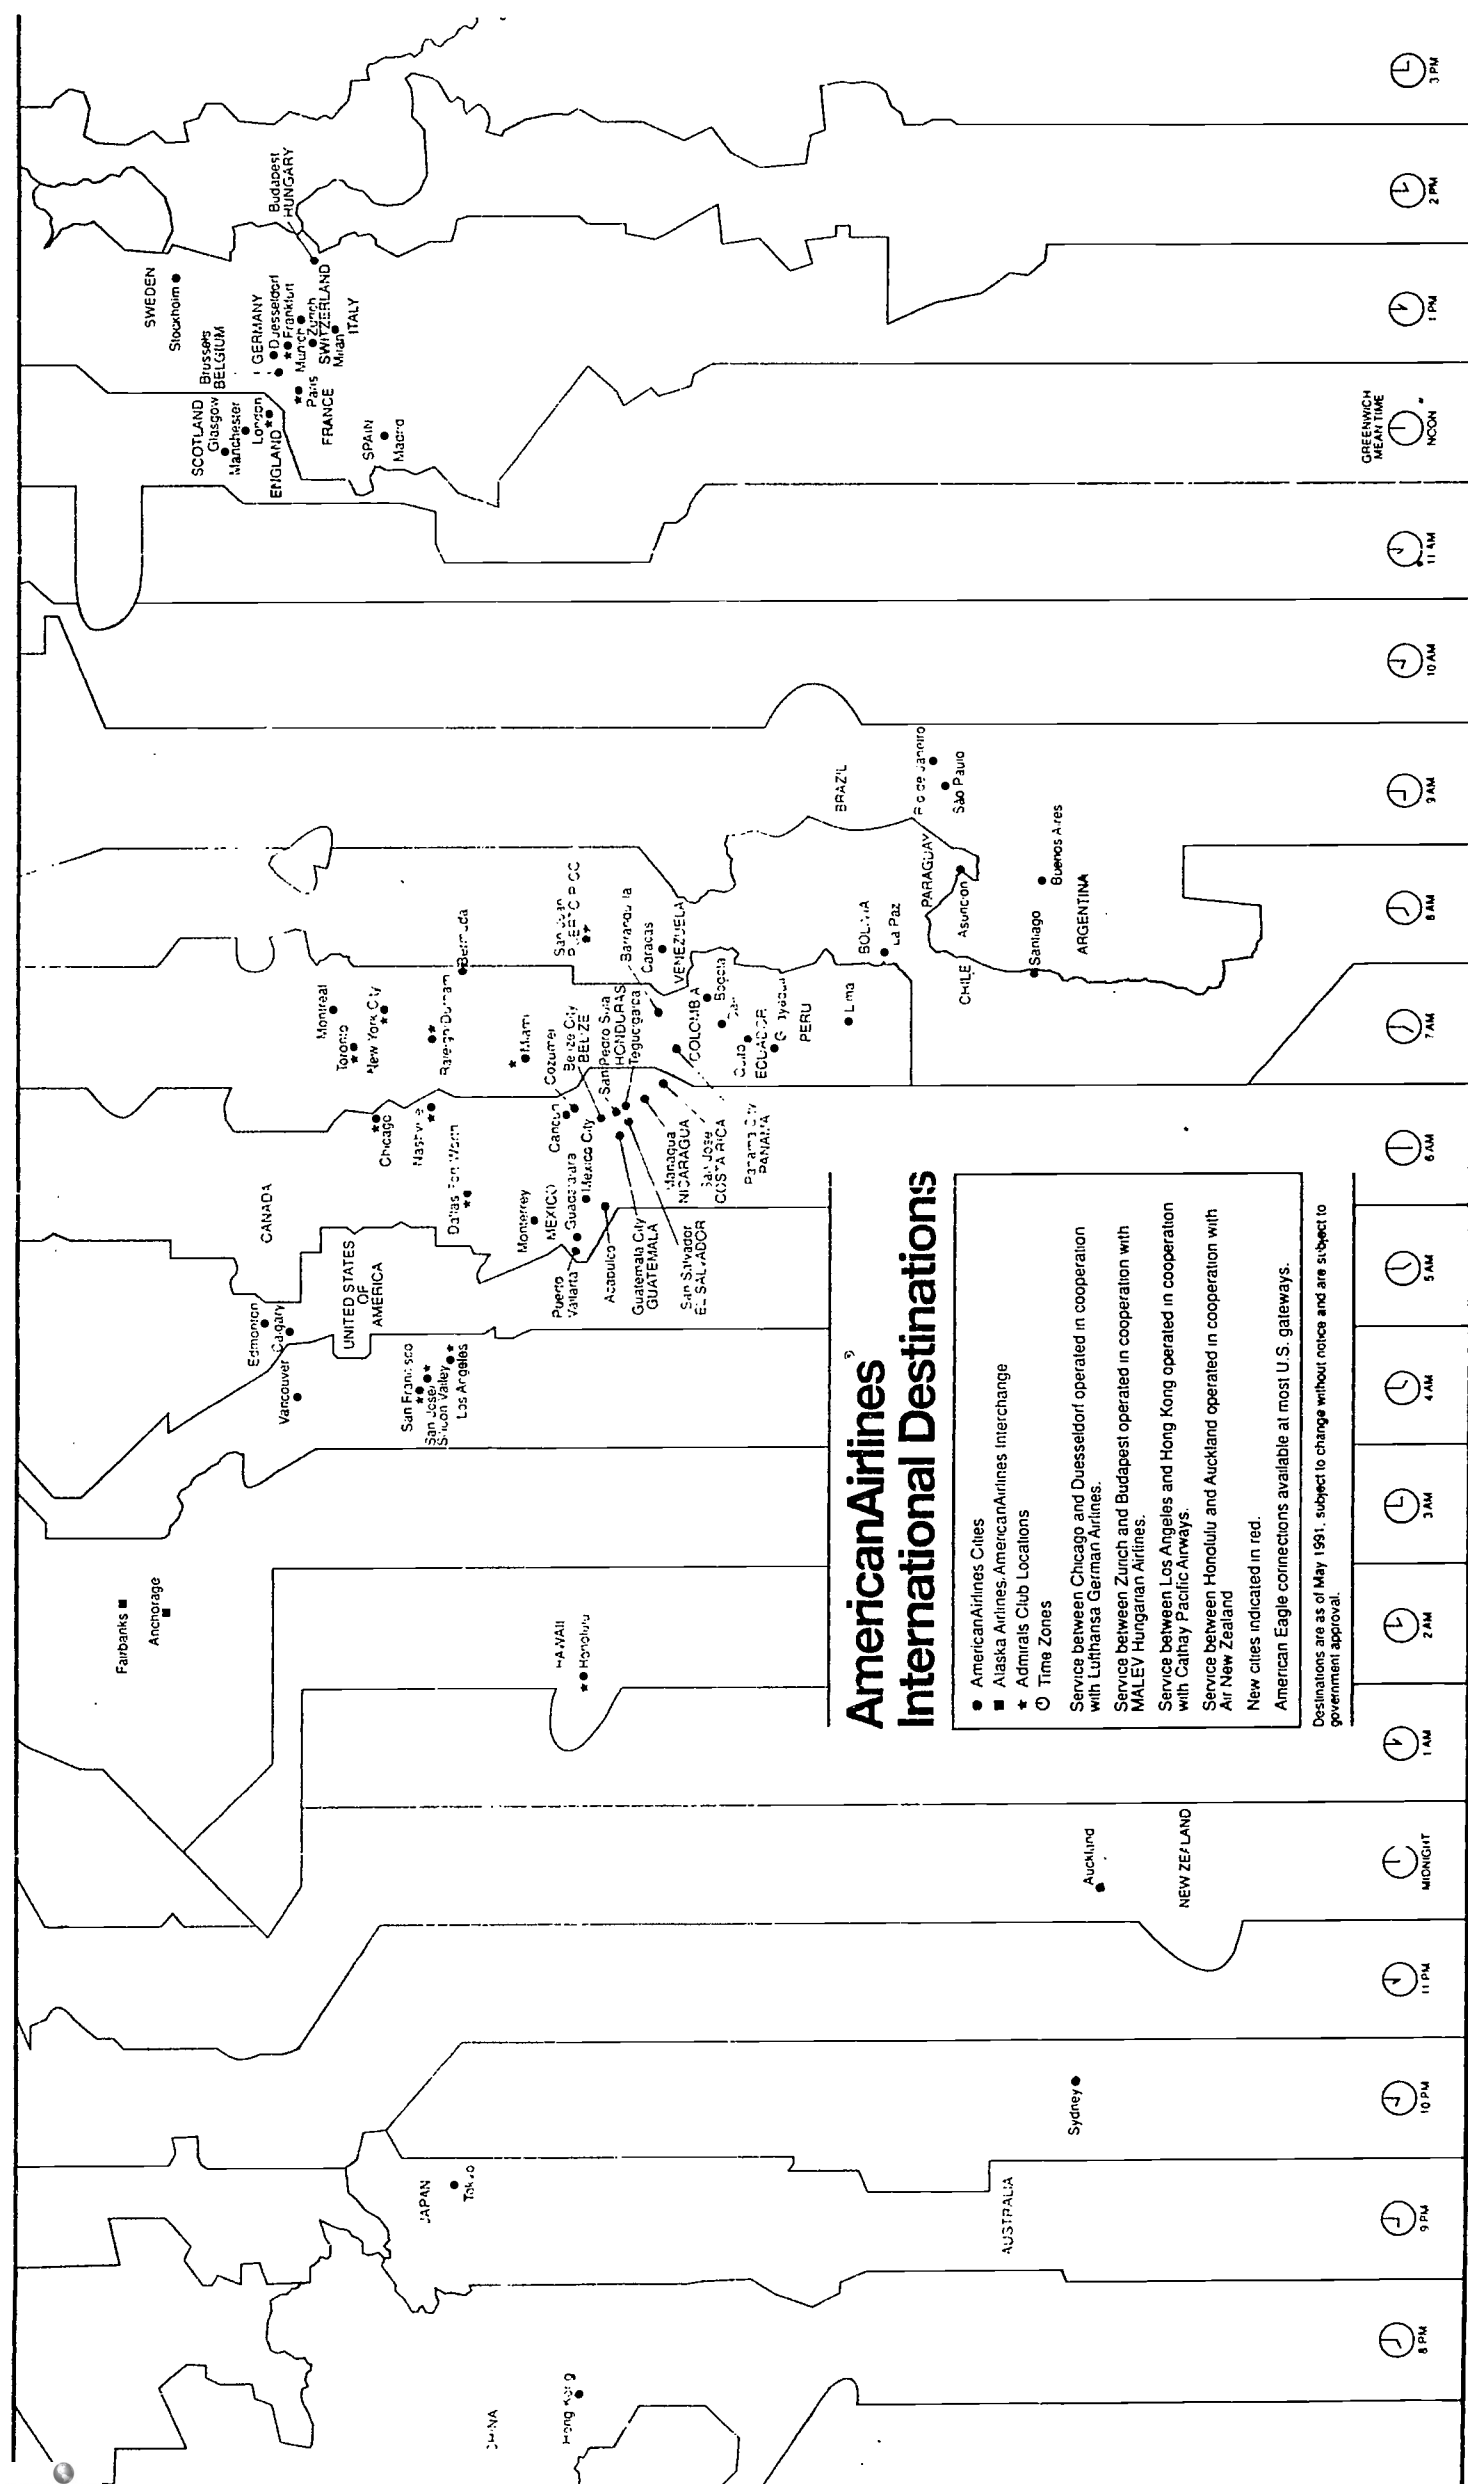 CHINA
Hong Kong
JAPAN
Tokyo
AUSTRALIA
Sydney
Auckland
NEW ZEALAND
Fairbanks
Anchorage
HAWAII
Honolulu
Edmonton
Calgary
Vancouver
CANADA
UNITED STATES
OF
AMERICA
San Francisco
San Jose/
Silicon Valley
Los Angeles
Montreal
Toronto
New York City
Chicago
Nashville
Raleigh/Durham
Bermuda
Dallas Fort Worth
Miami
Monterrey
MEXICO
Guadalajara
Mexico City
Puerto
Vallarta
Acapulco
Cancun
Cozumel
Belize City
BELIZE
San Pedro Sula
HONDURAS
Tegucigalpa
Guatemala City
GUATEMALA
San Salvador
EL SALVADOR
Managua
NICARAGUA
San Jose
COSTA RICA
Panama City
PANAMA
San Juan
PUERTO RICO
Barranquilla
Caracas
VENEZUELA
COLOMBIA
Bogota
Quito
ECUADOR
Guayaquil
PERU
Lima
BOLIVIA
La Paz
BRAZIL
Rio de Janeiro
São Paulo
PARAGUAY
Asuncion
CHILE
Santiago
Buenos Aires
ARGENTINA
SCOTLAND
Glasgow
Manchester
London
ENGLAND
Brussels
BELGIUM
SWEDEN
Stockholm
GERMANY
Duesseldorf
Frankfurt
Munich
Zurich
SWITZERLAND
Milan
ITALY
Paris
FRANCE
SPAIN
Madrid
Budapest
HUNGARY
AmericanAirlines
International Destinations
● AmericanAirlines Cities
■ Alaska Airlines/AmericanAirlines Interchange
★ Admirals Club Locations
Time Zones
Service between Chicago and Duesseldorf operated in cooperation
with Lufthansa German Airlines.
Service between Zurich and Budapest operated in cooperation with
MALEV Hungarian Airlines.
Service between Los Angeles and Hong Kong operated in cooperation
with Cathay Pacific Airways.
Service between Honolulu and Auckland operated in cooperation with
Air New Zealand
New cities indicated in red.
American Eagle connections available at most U.S. gateways.
Destinations are as of May 1991, subject to change without notice and are subject to
government approval.
8 PM
9 PM
10 PM
11 PM
MIDNIGHT
1 AM
2 AM
3 AM
4 AM
5 AM
6 AM
7 AM
8 AM
9 AM
10 AM
11 AM
GREENWICH
MEAN TIME
NOON
1 PM
2 PM
3 PM